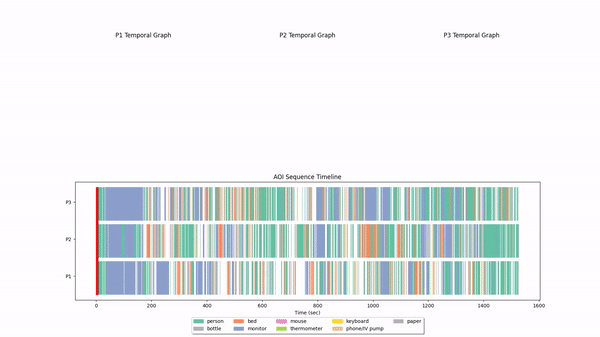 P1 Temporal Graph P2 Temporal Graph P3 Temporal Graph
AOI Sequence Timeline
P3
P2
P1
0 200 400 600 800 1000 1200 1400 1600
Time (sec)
person bed mouse keyboard paper
bottle monitor thermometer phone/IV pump